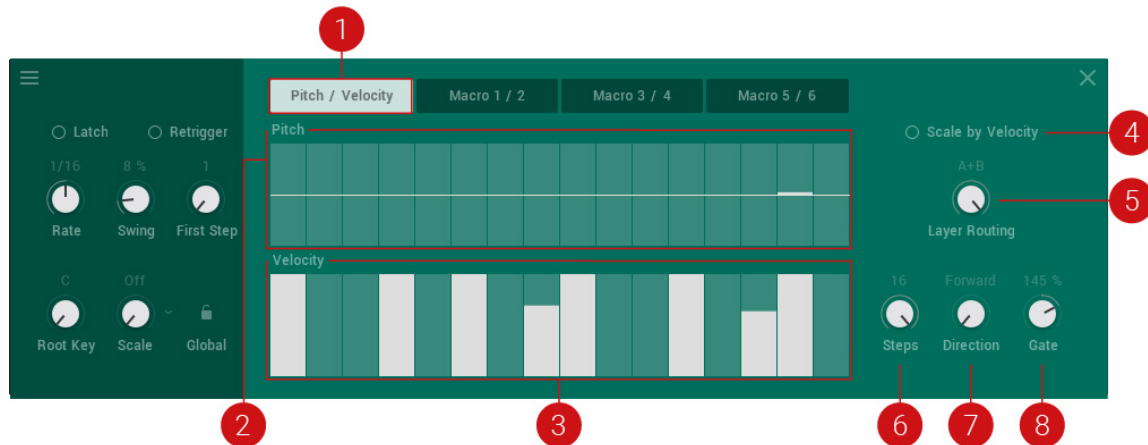 1
Pitch / Velocity Macro 1 / 2 Macro 3 / 4 Macro 5 / 6
Latch Retrigger
Pitch
Scale by Velocity
4
1/16 8 % 1
A+B
5
Rate Swing First Step
Layer Routing
Velocity
C Off
16 Forward 145 %
Root Key Scale Global
Steps Direction Gate
2 3 6 7 8